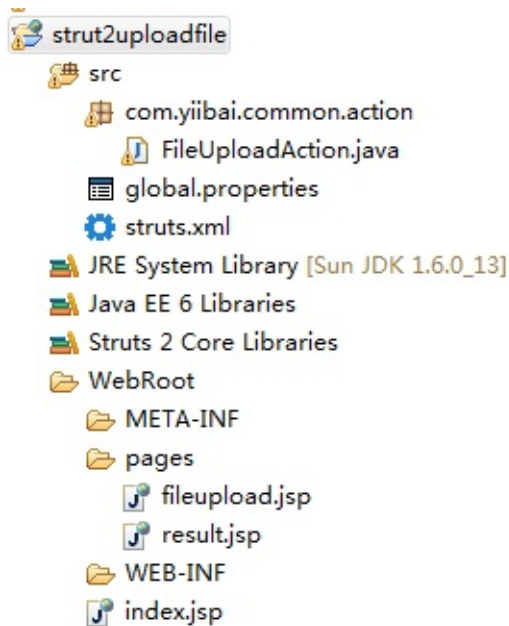 strut2uploadfile
src
com.yiibai.common.action
FileUploadAction.java
global.properties
struts.xml
JRE System Library [Sun JDK 1.6.0_13]
Java EE 6 Libraries
Struts 2 Core Libraries
WebRoot
META-INF
pages
fileupload.jsp
result.jsp
WEB-INF
index.jsp